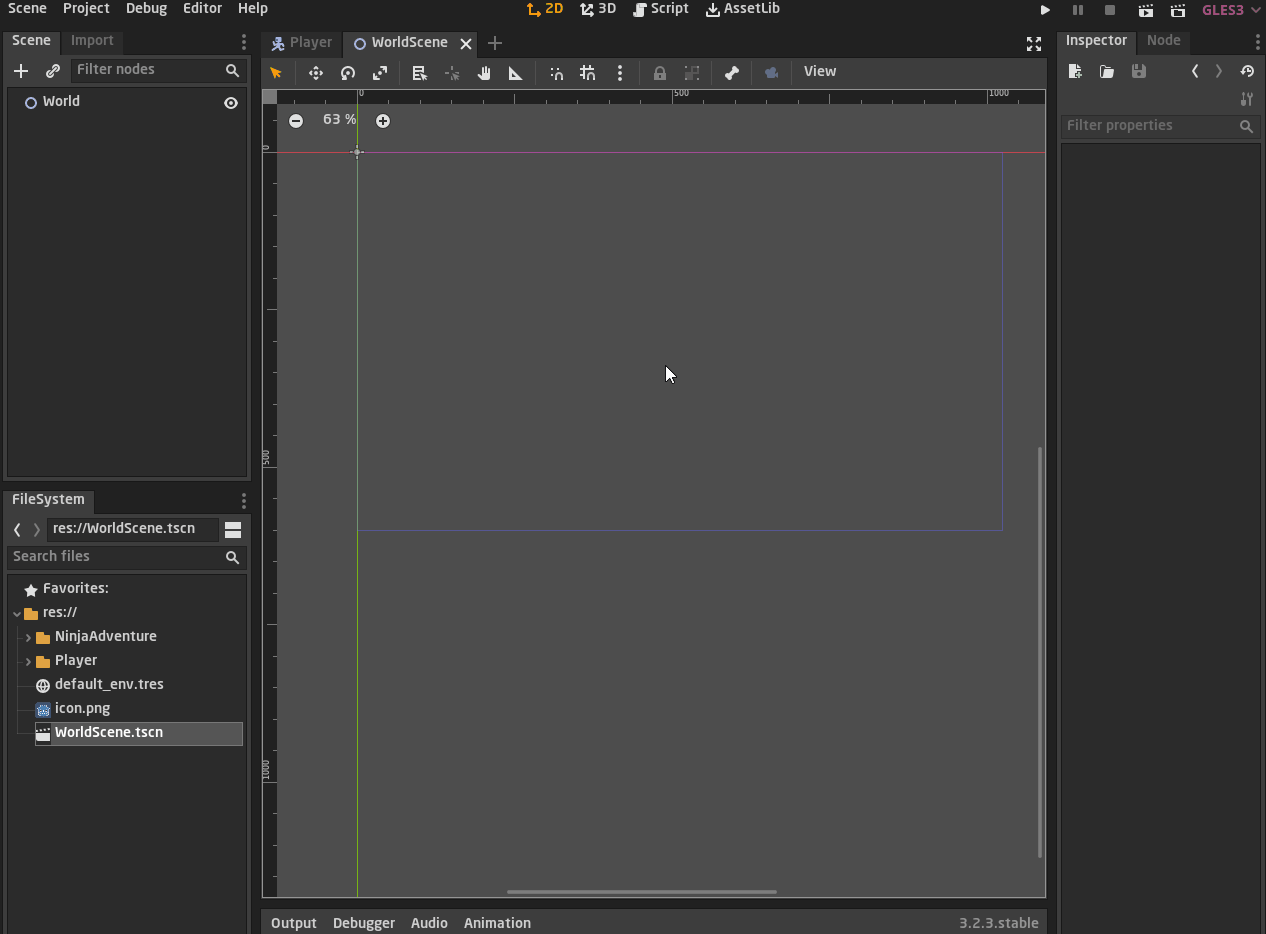 Scene Project Debug Editor Help 2D 3D Script AssetLib GLES3
Scene Import Player WorldScene Inspector Node
Filter nodes View
World 0 500 1000
63 %
Filter properties
0
500
1000
FileSystem
res://WorldScene.tscn
Search files
Favorites:
res://
NinjaAdventure
Player
default_env.tres
icon.png
WorldScene.tscn
Output Debugger Audio Animation 3.2.3.stable